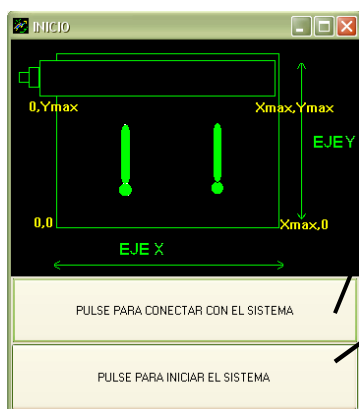 INICIO
0,Ymax
Xmax,Ymax
EJE Y
0,0
Xmax,0
EJE X
PULSE PARA CONECTAR CON EL SISTEMA
PULSE PARA INICIAR EL SISTEMA